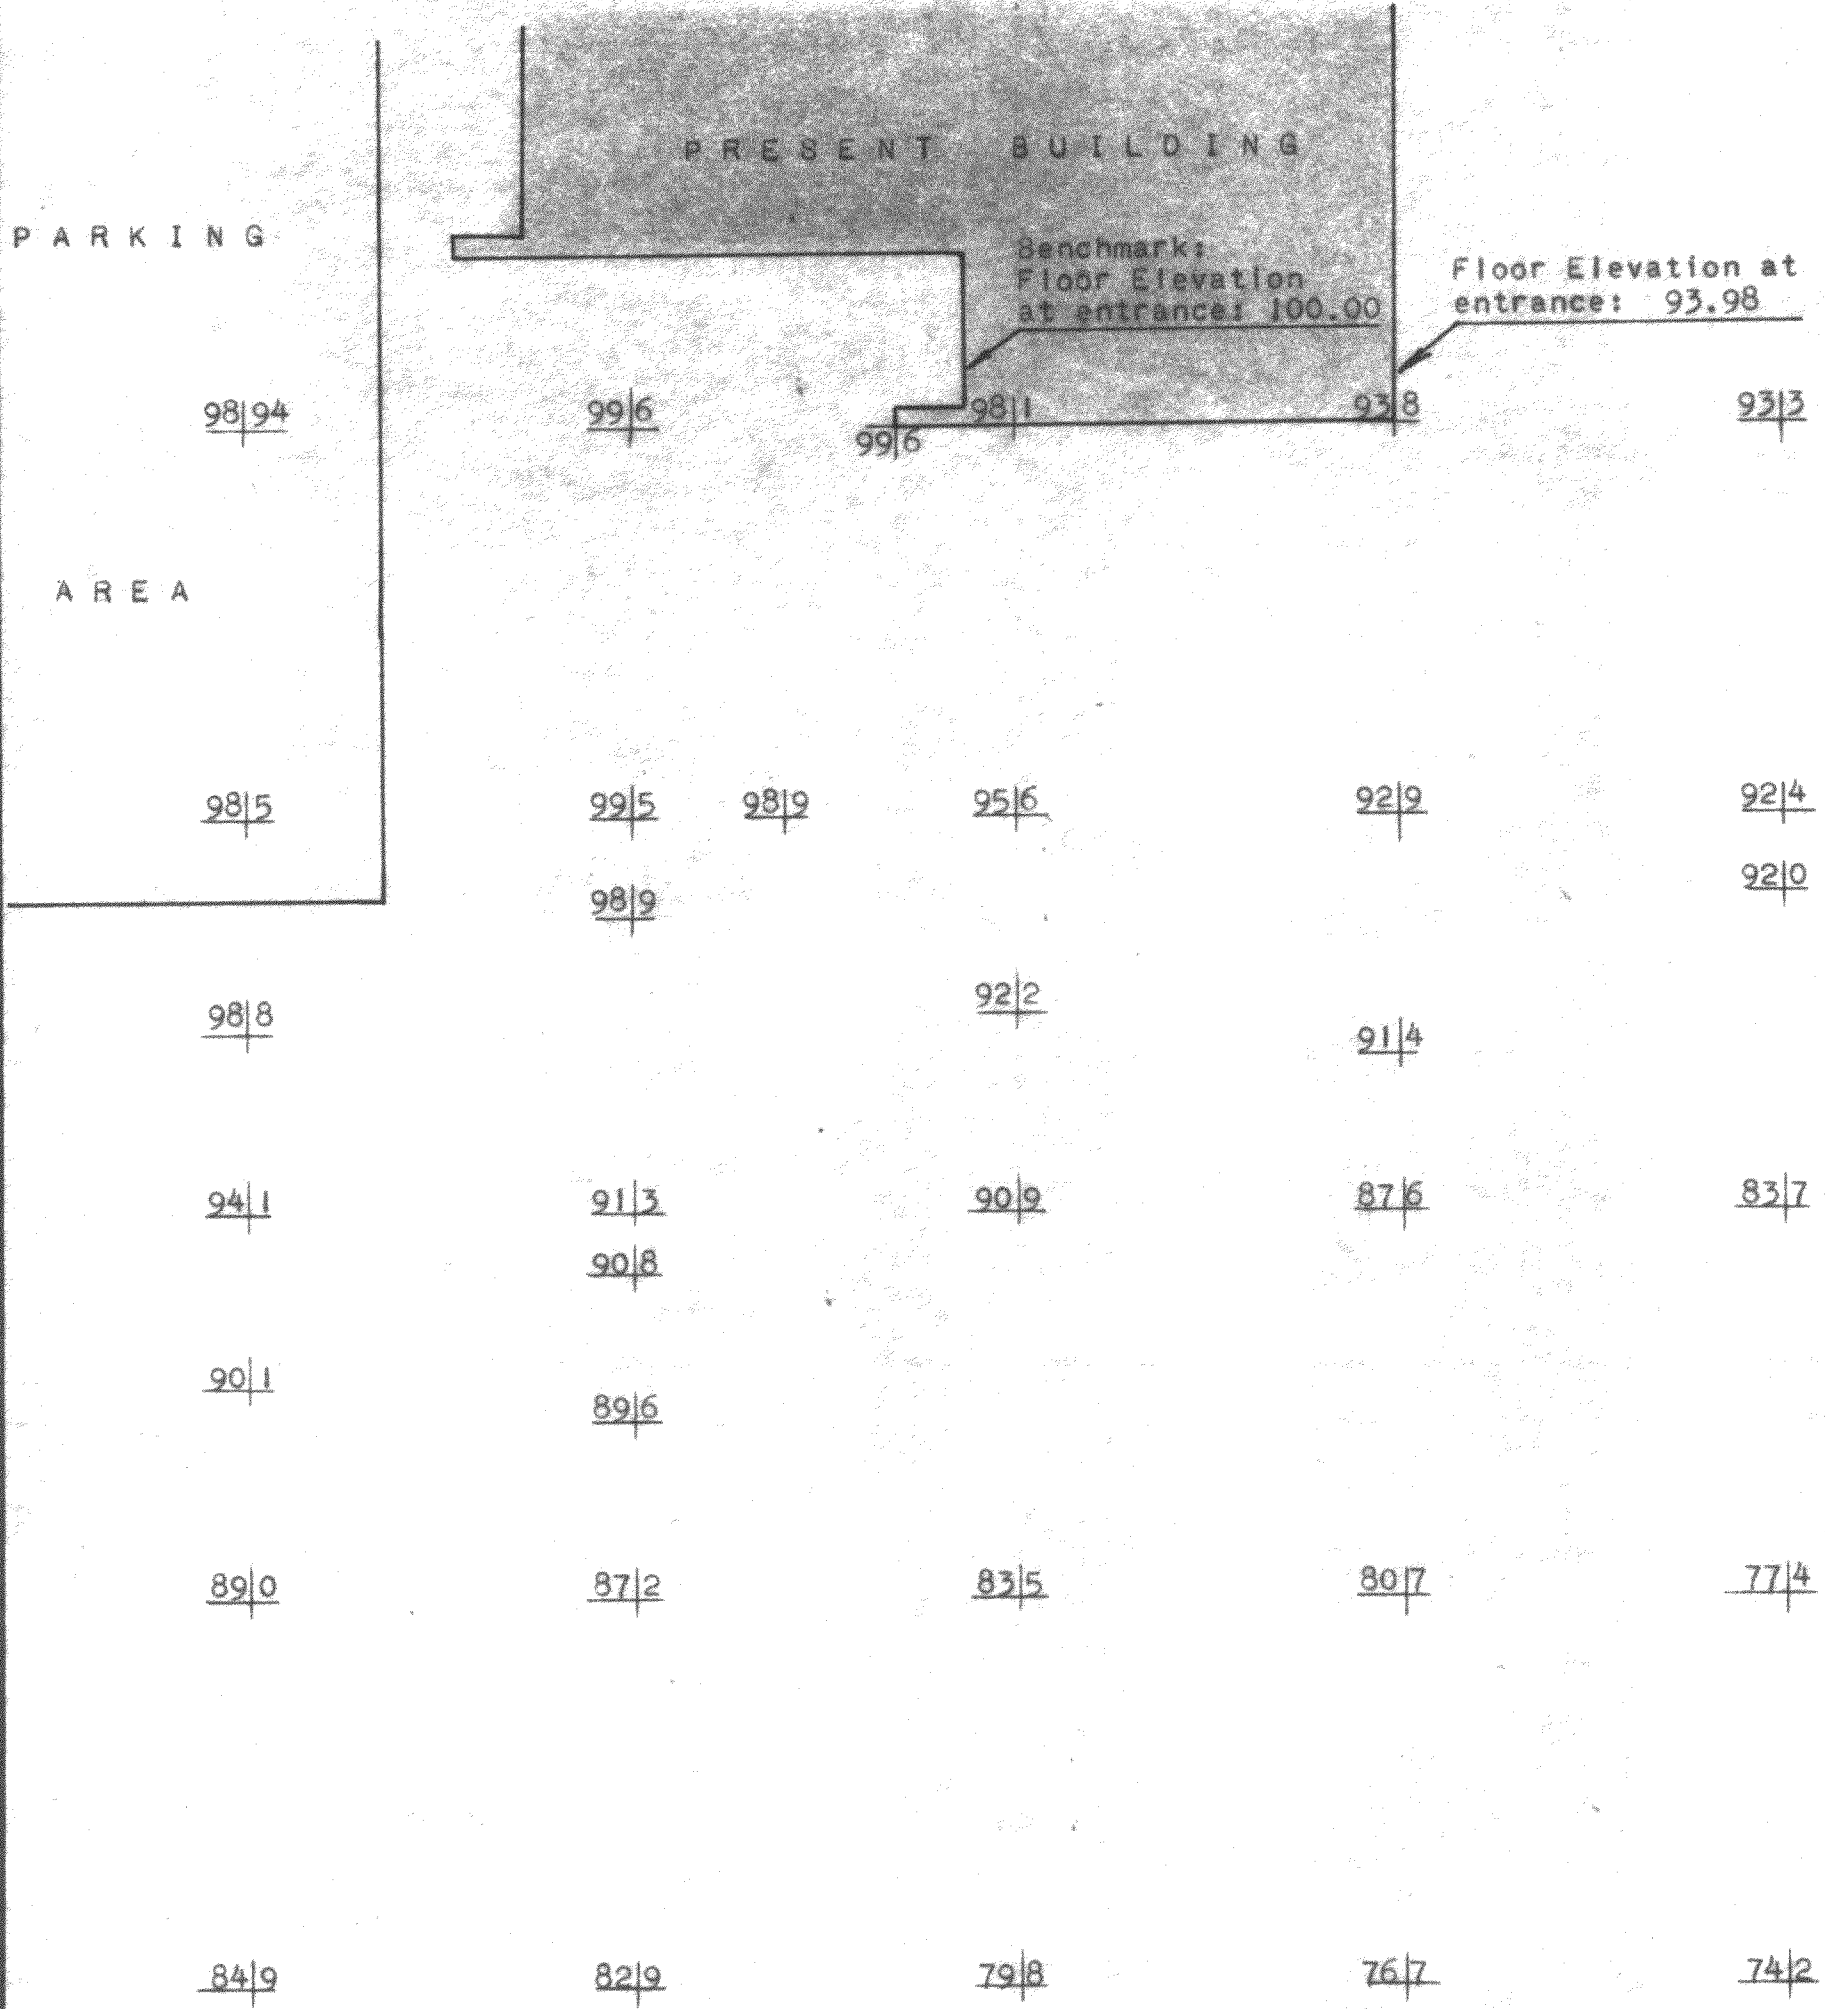 PRESENT BUILDING
PARKING
Benchmark:
Floor Elevation
at entrance: 100.00
Floor Elevation at
entrance: 93.98
98|94 99|6 98|1 93|8 93|3
99|6
AREA
98|5 99|5 98|9 95|6 92|9 92|4
92|0
98|9
92|2
98|8
91|4
94|1 91|3 90|9 87|6 83|7
90|8
90|1
89|6
89|0 87|2 83|5 80|7 77|4
84|9 82|9 79|8 76|7 74|2